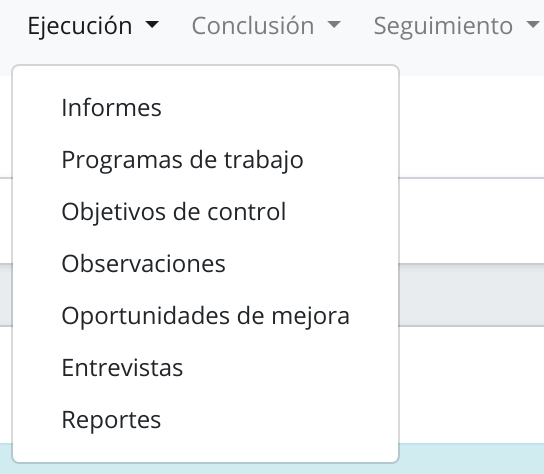 Ejecución Conclusión Seguimiento
Informes
Programas de trabajo
Objetivos de control
Observaciones
Oportunidades de mejora
Entrevistas
Reportes